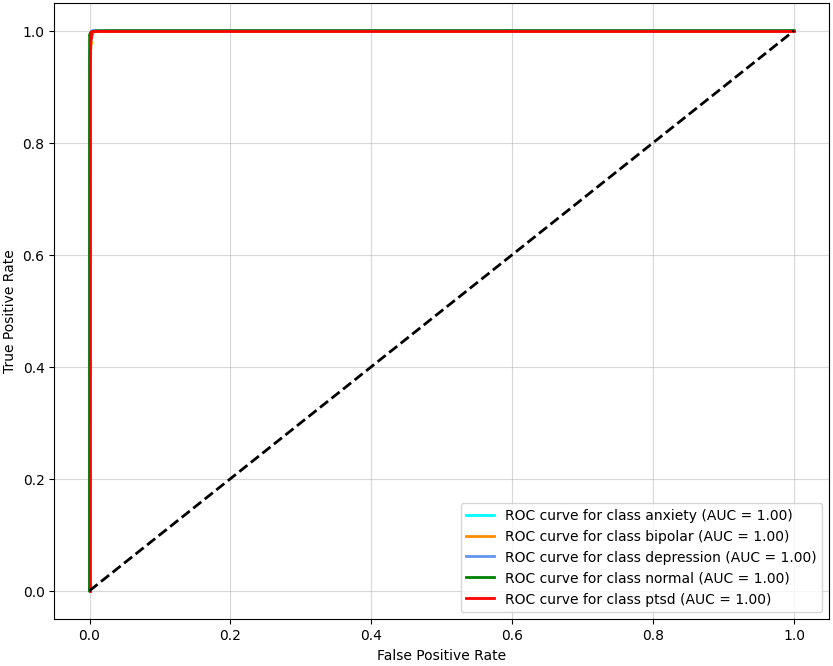 1.0
0.8
0.6
0.4
0.2
0.0
True Positive Rate
ROC curve for class anxiety (AUC = 1.00)
ROC curve for class bipolar (AUC = 1.00)
ROC curve for class depression (AUC = 1.00)
ROC curve for class normal (AUC = 1.00)
ROC curve for class ptsd (AUC = 1.00)
0.0 0.2 0.4 0.6 0.8 1.0
False Positive Rate